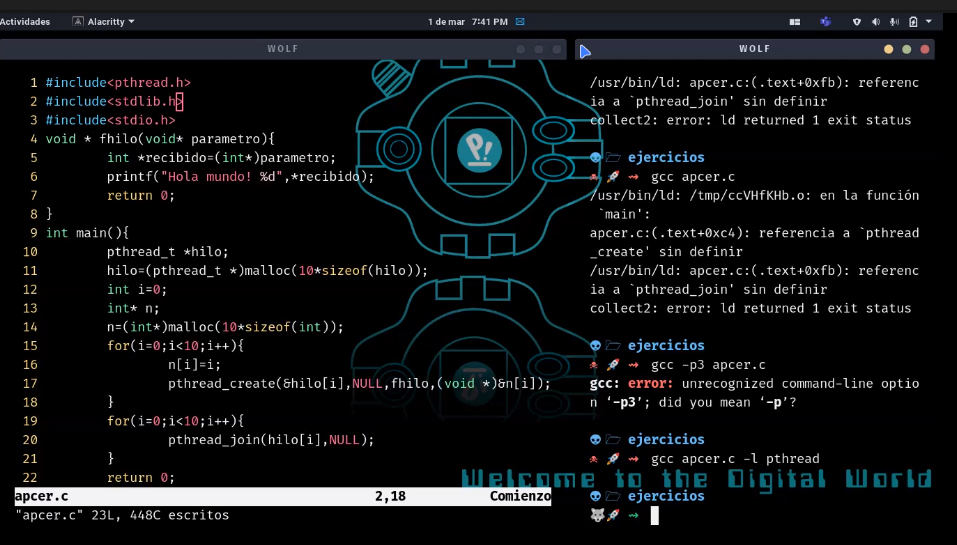 Actividades
Alacritty
1 de mar 7:41 PM
WOLF
1 #include<pthread.h>
2 #include<stdlib.h>
3 #include<stdio.h>
4 void * fhilo(void* parametro){
5 int *recibido=(int*)parametro;
6 printf("Hola mundo! %d",*recibido);
7 return 0;
8 }
9 int main(){
10 pthread_t *hilo;
11 hilo=(pthread_t *)malloc(10*sizeof(hilo));
12 int i=0;
13 int* n;
14 n=(int*)malloc(10*sizeof(int));
15 for(i=0;i<10;i++){
16 n[i]=i;
17 pthread_create(&hilo[i],NULL,fhilo,(void *)&n[i]);
18 }
19 for(i=0;i<10;i++){
20 pthread_join(hilo[i],NULL);
21 }
22 return 0;
apcer.c 2,18 Comienzo
"apcer.c" 23L, 448C escritos
WOLF
/usr/bin/ld: apcer.c:(.text+0xfb): referenc
ia a `pthread_join' sin definir
collect2: error: ld returned 1 exit status
ejercicios
gcc apcer.c
/usr/bin/ld: /tmp/ccVHfKHb.o: en la función
`main':
apcer.c:(.text+0xc4): referencia a `pthread
_create' sin definir
/usr/bin/ld: apcer.c:(.text+0xfb): referenc
ia a `pthread_join' sin definir
collect2: error: ld returned 1 exit status
ejercicios
gcc -p3 apcer.c
gcc: error: unrecognized command-line optio
n ‘-p3’; did you mean ‘-p’?
ejercicios
gcc apcer.c -l pthread
ejercicios
Welcome to the Digital World